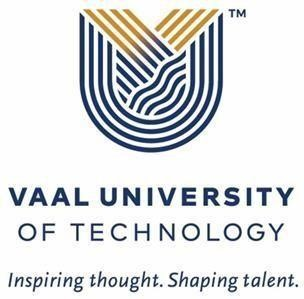 TM
VAAL UNIVERSITY
OF TECHNOLOGY
Inspiring thought. Shaping talent.